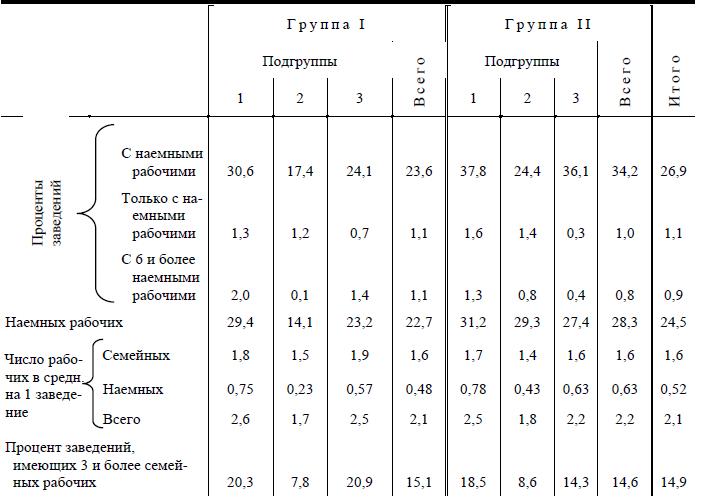 Группа I Группа II
Подгруппы Всего Подгруппы Всего Итого
1 2 3 1 2 3
Проценты заведений
С наемными
рабочими 30,6 17,4 24,1 23,6 37,8 24,4 36,1 34,2 26,9
Только с на-
емными
рабочими 1,3 1,2 0,7 1,1 1,6 1,4 0,3 1,0 1,1
С 6 и более
наемными
рабочими 2,0 0,1 1,4 1,1 1,3 0,8 0,4 0,8 0,9
Наемных рабочих 29,4 14,1 23,2 22,7 31,2 29,3 27,4 28,3 24,5
Число рабо-
чих в средн.
на 1 заведе-
ние
Семейных 1,8 1,5 1,9 1,6 1,7 1,4 1,6 1,6 1,6
Наемных 0,75 0,23 0,57 0,48 0,78 0,43 0,63 0,63 0,52
Всего 2,6 1,7 2,5 2,1 2,5 1,8 2,2 2,2 2,1
Процент заведений,
имеющих 3 и более семей-
ных рабочих 20,3 7,8 20,9 15,1 18,5 8,6 14,3 14,6 14,9